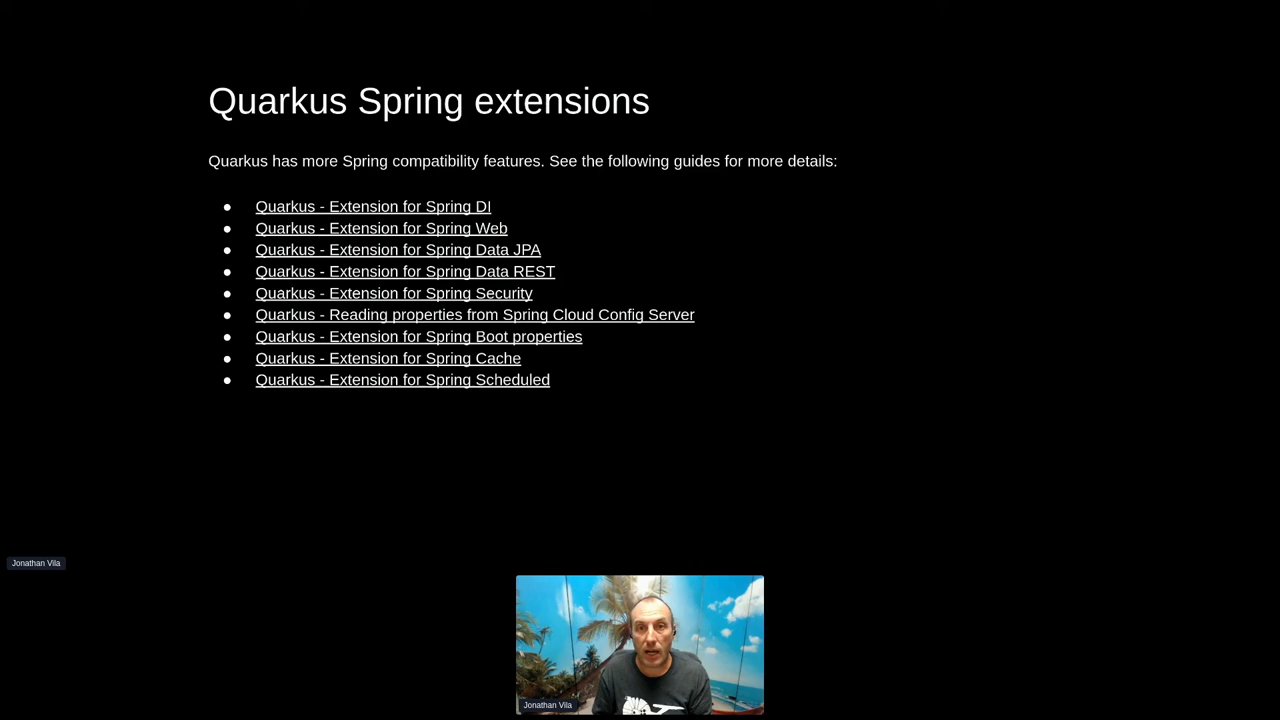 Quarkus Spring extensions
Quarkus has more Spring compatibility features. See the following guides for more details:
● Quarkus - Extension for Spring DI
● Quarkus - Extension for Spring Web
● Quarkus - Extension for Spring Data JPA
● Quarkus - Extension for Spring Data REST
● Quarkus - Extension for Spring Security
● Quarkus - Reading properties from Spring Cloud Config Server
● Quarkus - Extension for Spring Boot properties
● Quarkus - Extension for Spring Cache
● Quarkus - Extension for Spring Scheduled
Jonathan Vila
Jonathan Vila